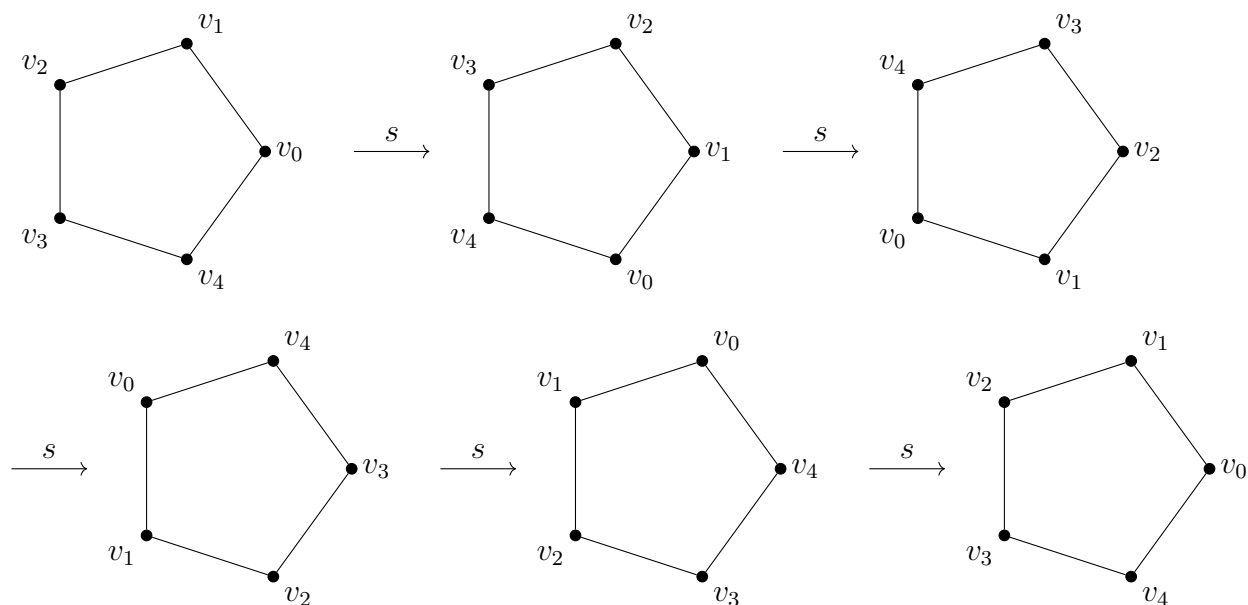 v₁ v₂ v₃
v₂ v₃ v₄
v₀ s v₁ s v₂
v₃ v₄ v₀
v₄ v₀ v₁
v₄ v₀ v₁
v₀ v₁ v₂
s v₃ s v₄ s v₀
v₁ v₂ v₃
v₂ v₃ v₄